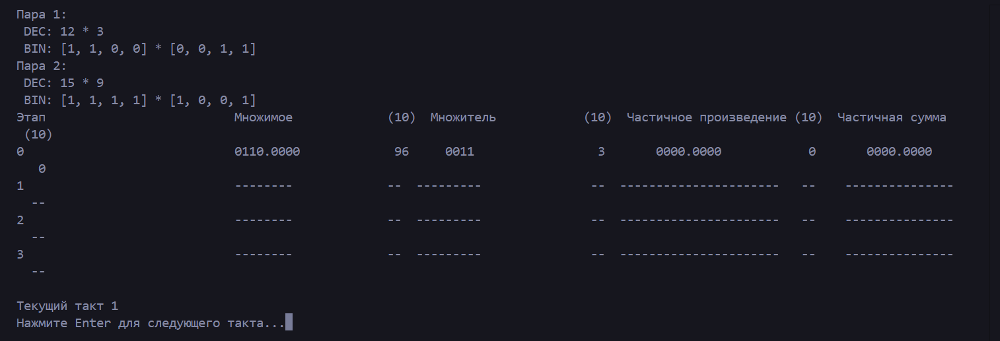 Пара 1:
DEC: 12 * 3
BIN: [1, 1, 0, 0] * [0, 0, 1, 1]
Пара 2:
DEC: 15 * 9
BIN: [1, 1, 1, 1] * [1, 0, 0, 1]
Этап Множимое (10) Множитель (10) Частичное произведение (10) Частичная сумма
(10)
0 0110.0000 96 0011 3 0000.0000 0 0000.0000
0
1 -------- -- --------- -- ---------------------- -- ---------------
--
2 -------- -- --------- -- ---------------------- -- ---------------
--
3 -------- -- --------- -- ---------------------- -- ---------------
--
Текущий такт 1
Нажмите Enter для следующего такта...